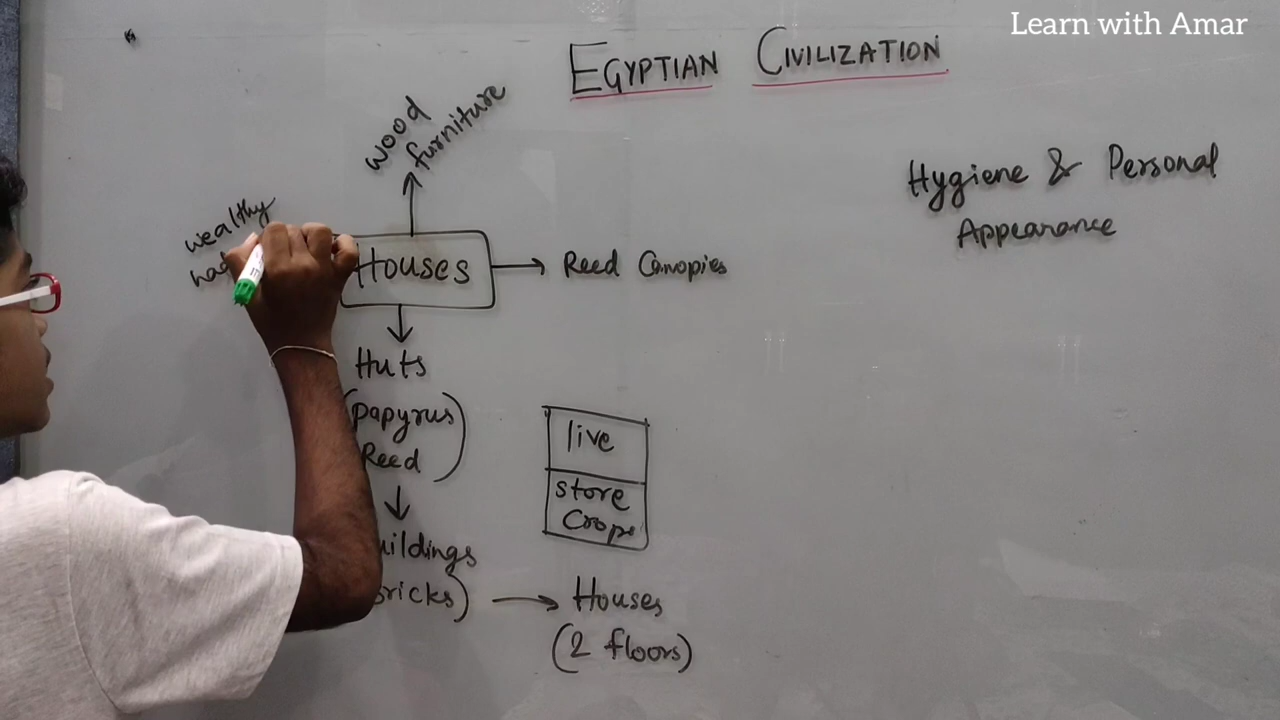 Learn with Amar
EGYPTIAN CIVILIZATION
wood
furniture
wealthy
Houses
Reed Canopies
Huts
(papyrus
Reed)
live
store
Crops
Houses
(2 floors)
Hygiene & Personal
Appearance